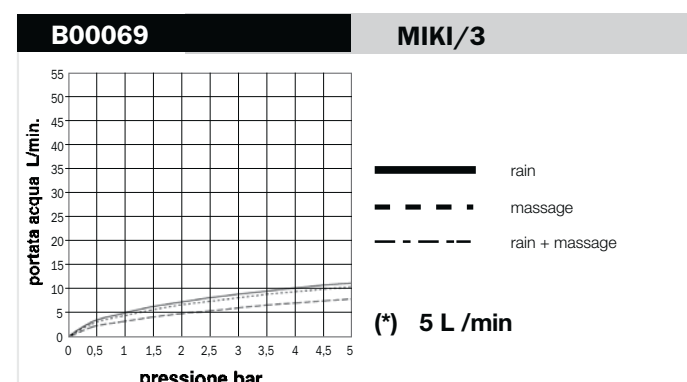 B00069
MIKI/3
portata acqua L/min.
55
50
45
40
35
30
25
20
15
10
5
0
0 0,5 1 1,5 2 2,5 3 3,5 4 4,5 5
pressione bar
rain
massage
rain + massage
(*) 5 L /min